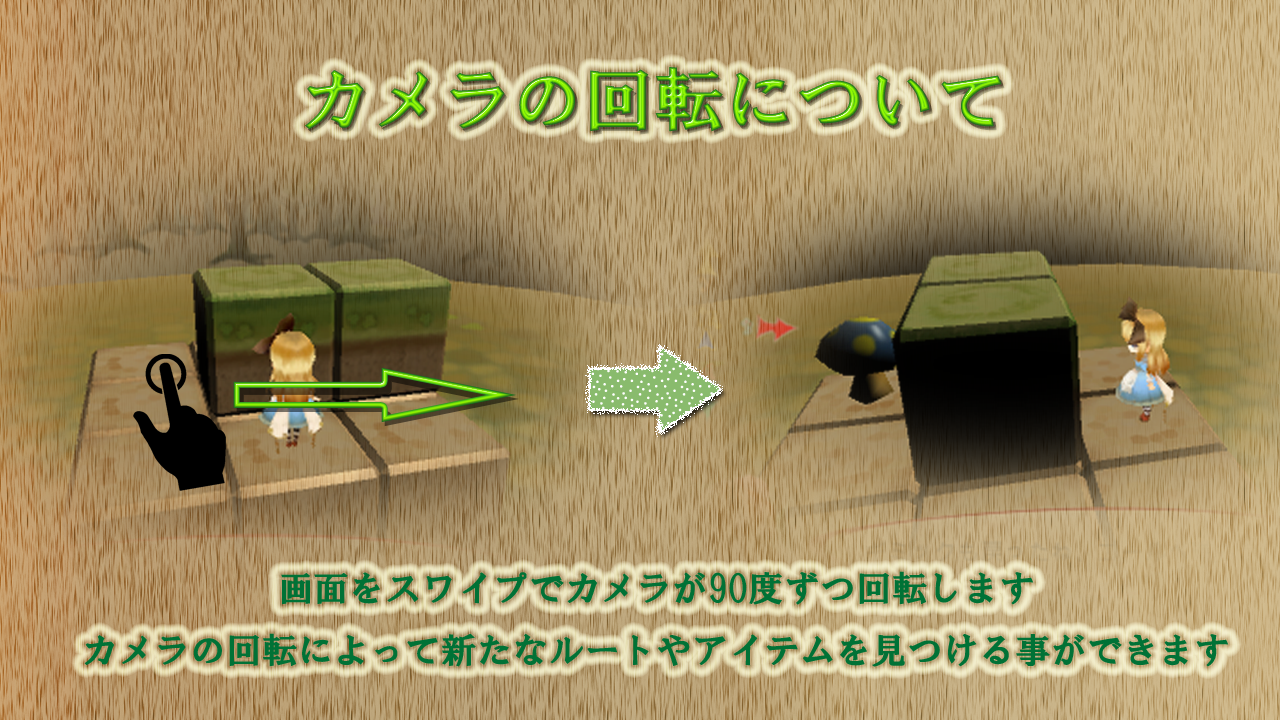 カメラの回転について
画面をスワイプでカメラが90度ずつ回転します
カメラの回転によって新たなルートやアイテムを見つける事ができます